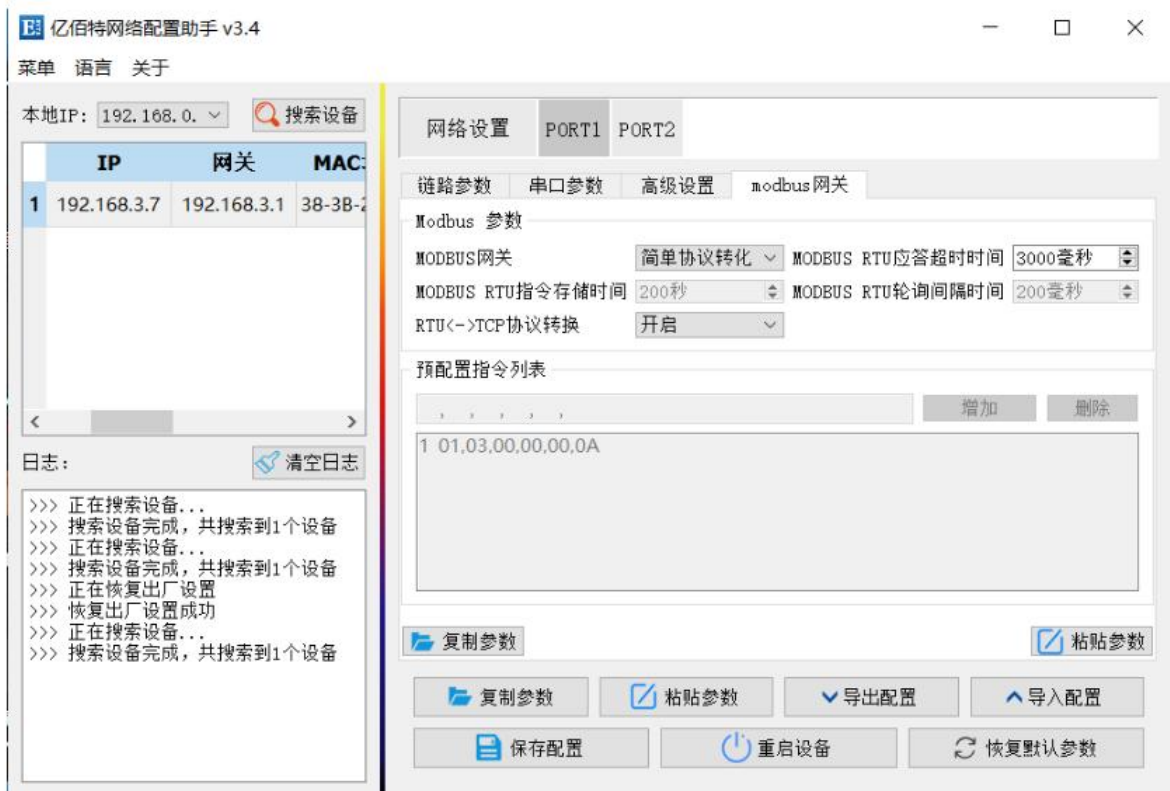 亿佰特网络配置助手 v3.4
菜单 语言 关于
本地IP: 192.168.0. 搜索设备
IP 网关 MAC
1 192.168.3.7 192.168.3.1 38-3B-2
日志: 清空日志
>>> 正在搜索设备...
>>> 搜索设备完成，共搜索到1个设备
>>> 正在搜索设备...
>>> 搜索设备完成，共搜索到1个设备
>>> 正在恢复出厂设置
>>> 恢复出厂设置成功
>>> 正在搜索设备...
>>> 搜索设备完成，共搜索到1个设备
网络设置 PORT1 PORT2
链路参数 串口参数 高级设置 modbus网关
Modbus 参数
MODBUS网关 简单协议转化 MODBUS RTU应答超时时间 3000毫秒
MODBUS RTU指令存储时间 200秒 MODBUS RTU轮询间隔时间 200毫秒
RTU<->TCP协议转换 开启
预配置指令列表
, , , , , 增加 删除
1 01,03,00,00,00,0A
复制参数 粘贴参数
复制参数 粘贴参数 导出配置 导入配置
保存配置 重启设备 恢复默认参数